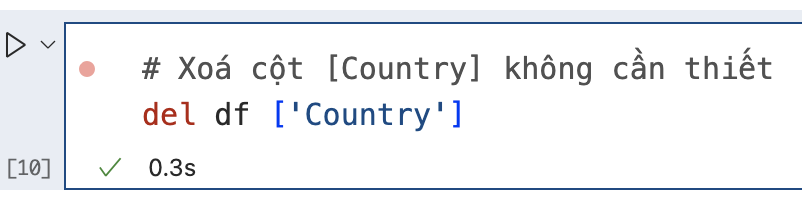 # Xoá cột [Country] không cần thiết
del df ['Country']
[10]
0.3s